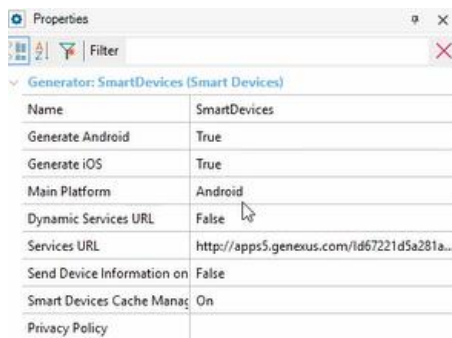 Properties
Filter
Generator: SmartDevices (Smart Devices)
Name SmartDevices
Generate Android True
Generate iOS True
Main Platform Android
Dynamic Services URL False
Services URL http://apps5.genexus.com/Id67221d5a281a...
Send Device Information on False
Smart Devices Cache Manag On
Privacy Policy